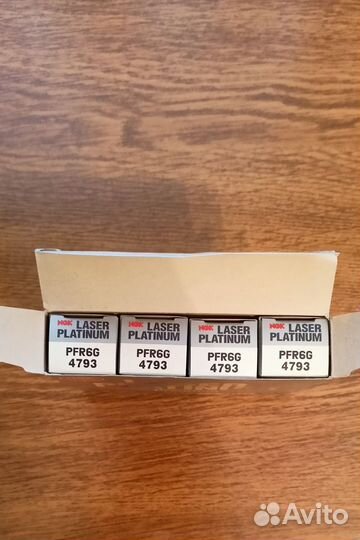 NGK LASER
PLATINUM
PFR6G
4793
NGK LASER
PLATINUM
PFR6G
4793
NGK LASER
PLATINUM
PFR6G
4793
NGK LASER
PLATINUM
PFR6G
4793
Avito